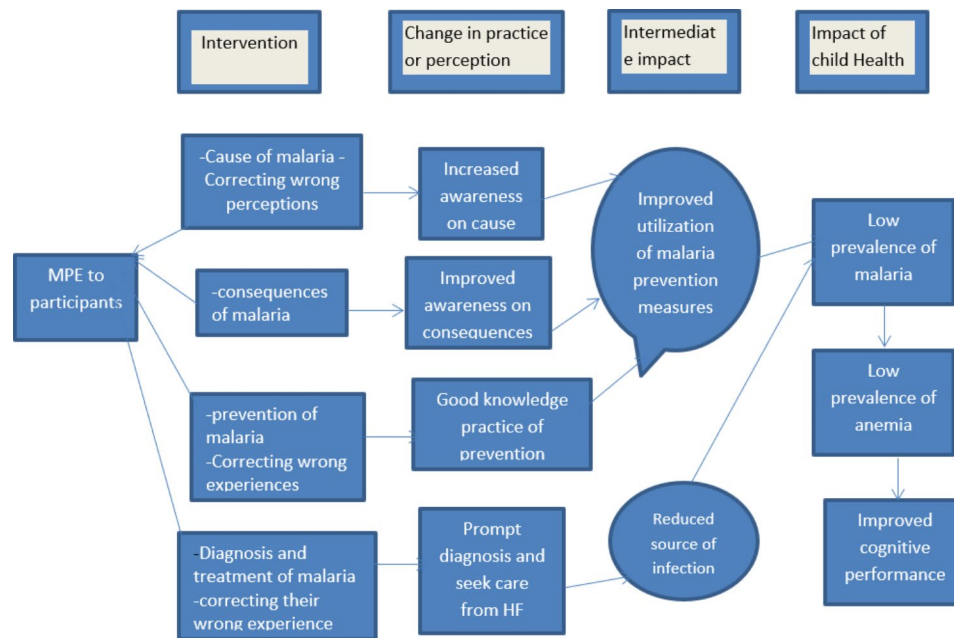 Intervention
Change in practice
or perception
Intermediat
e impact
Impact of
child Health
MPE to
participants
-Cause of malaria -
Correcting wrong
perceptions
Increased
awareness on
cause
Improved
utilization
of malaria
prevention
measures
Low
prevalence of
malaria
-consequences
of malaria
Improved
awareness on
consequences
-prevention of
malaria
-Correcting wrong
experiences
Good knowledge
practice of
prevention
Low
prevalence of
anemia
-Diagnosis and
treatment of malaria
-correcting their
wrong experience
Prompt
diagnosis and
seek care
from HF
Reduced
source of
infection
Improved
cognitive
performance